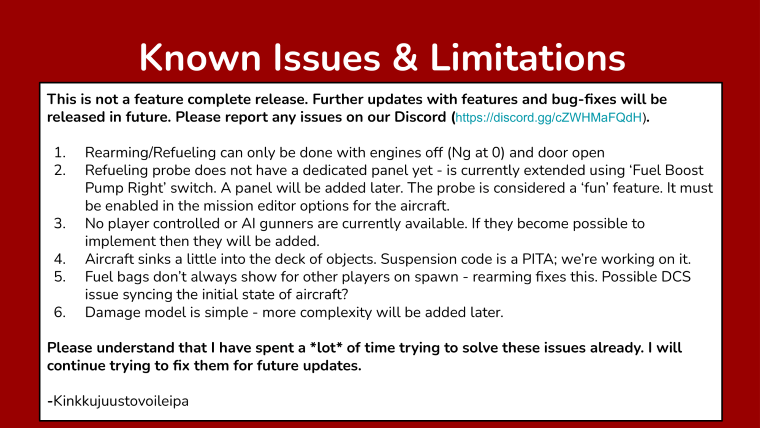 Known Issues & Limitations
This is not a feature complete release. Further updates with features and bug-fixes will be
released in future. Please report any issues on our Discord (https://discord.gg/cZWHMaFQdH).
1. Rearming/Refueling can only be done with engines off (Ng at 0) and door open
2. Refueling probe does not have a dedicated panel yet - is currently extended using ‘Fuel Boost
Pump Right’ switch. A panel will be added later. The probe is considered a ‘fun’ feature. It must
be enabled in the mission editor options for the aircraft.
3. No player controlled or AI gunners are currently available. If they become possible to
implement then they will be added.
4. Aircraft sinks a little into the deck of objects. Suspension code is a PITA; we’re working on it.
5. Fuel bags don’t always show for other players on spawn - rearming fixes this. Possible DCS
issue syncing the initial state of aircraft?
6. Damage model is simple - more complexity will be added later.
Please understand that I have spent a *lot* of time trying to solve these issues already. I will
continue trying to fix them for future updates.
-Kinkkujuustovoileipa